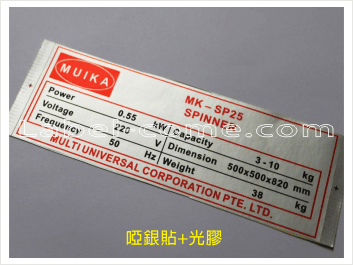 MUIKA
MK – SP25
SPINNER
Power 0.55 kW Capacity 3 - 10 kg
Voltage 220 V Dimension 500x500x820 mm
Frequency 50 Hz Weight 38 kg
MULTI UNIVERSAL CORPORATION PTE. LTD.
啞銀貼+光膠